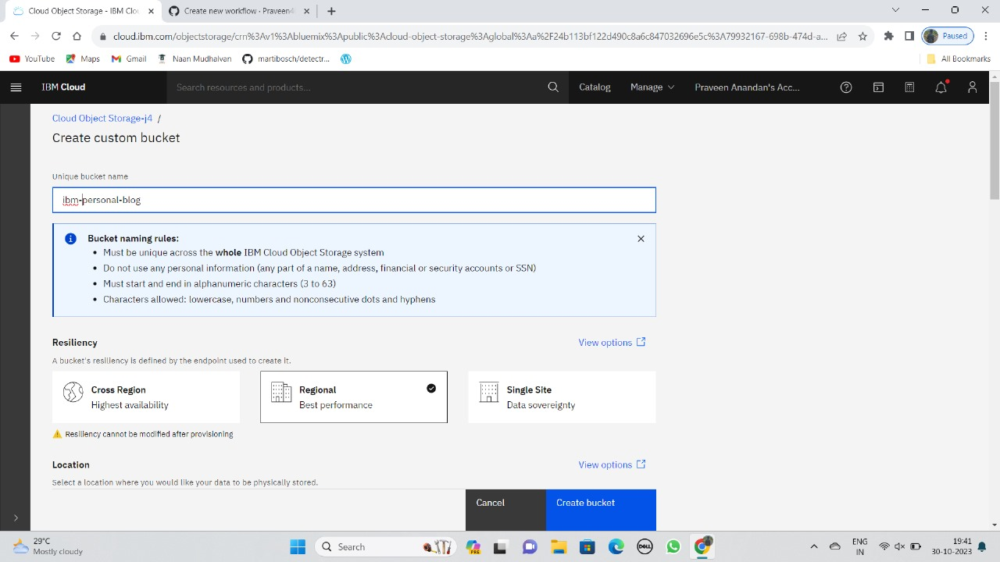 Cloud Object Storage - IBM Clou
Create new workflow · Praveen4
cloud.ibm.com/objectstorage/crn%3Av1%3Abluemix%3Apublic%3Acloud-object-storage%3Aglobal%3Aa%2F24b113bf122d490c8a6c847032696e5c%3A79932167-698b-474d-a...
Paused
YouTube
Maps
Gmail
Naan Mudhalvan
martibosch/detectr...
All Bookmarks
IBM Cloud
Search resources and products...
Catalog
Manage
Praveen Anandan's Acc...
Cloud Object Storage-j4 /
Create custom bucket
Unique bucket name
ibm-personal-blog
Bucket naming rules:
• Must be unique across the whole IBM Cloud Object Storage system
• Do not use any personal information (any part of a name, address, financial or security accounts or SSN)
• Must start and end in alphanumeric characters (3 to 63)
• Characters allowed: lowercase, numbers and nonconsecutive dots and hyphens
Resiliency
View options
A bucket's resiliency is defined by the endpoint used to create it.
Cross Region
Highest availability
Regional
Best performance
Single Site
Data sovereignty
Resiliency cannot be modified after provisioning
Location
View options
Select a location where you would like your data to be physically stored.
Cancel
Create bucket
29°C
Mostly cloudy
Search
PRE
DELL
ENG
IN
19:41
30-10-2023